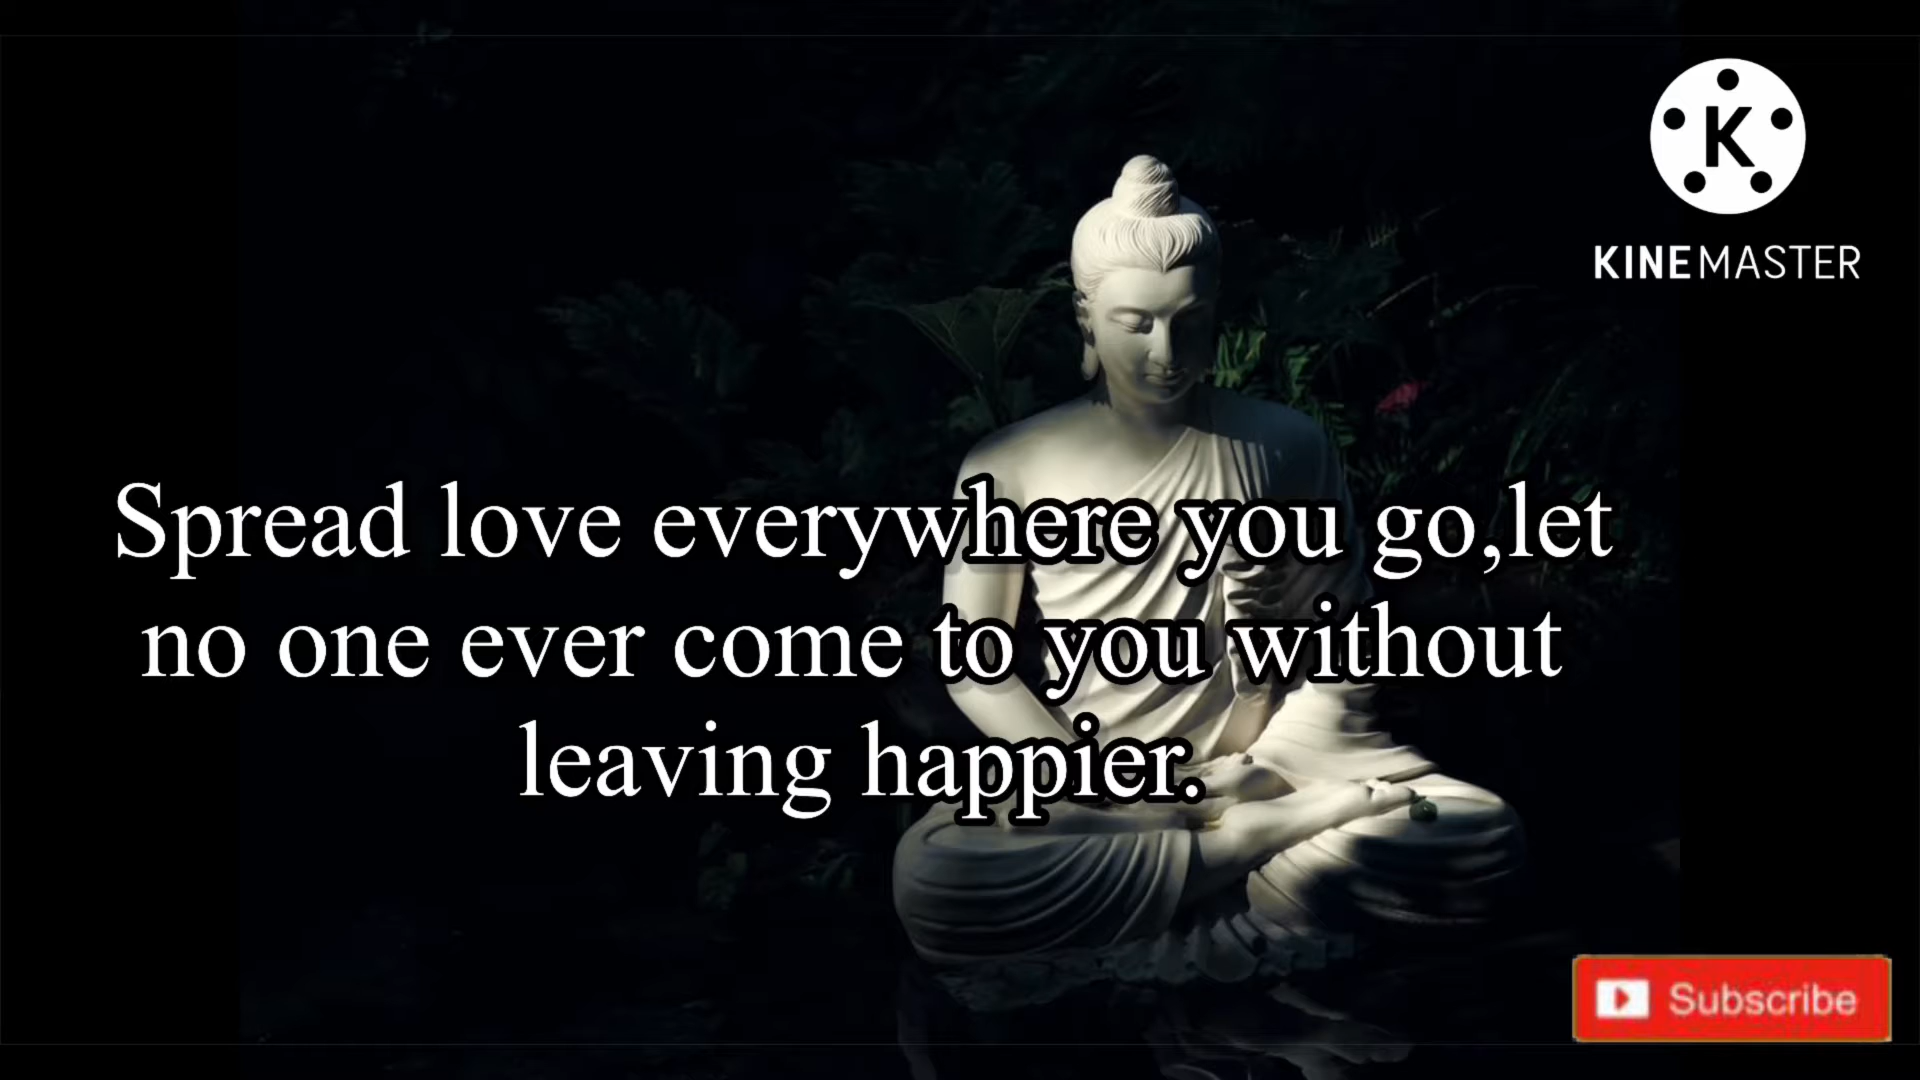 K
KINEMASTER
Spread love everywhere you go,let
no one ever come to you without
leaving happier.
Subscribe